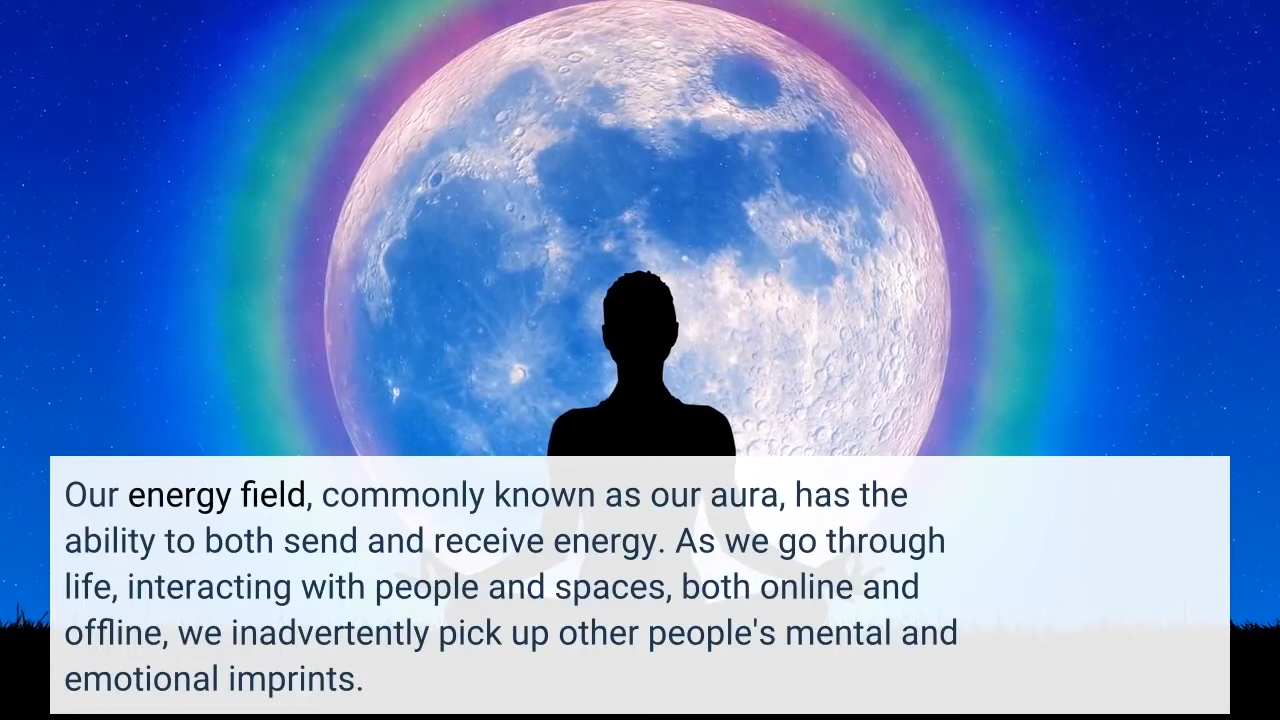 Our energy field, commonly known as our aura, has the
ability to both send and receive energy. As we go through
life, interacting with people and spaces, both online and
offline, we inadvertently pick up other people's mental and
emotional imprints.